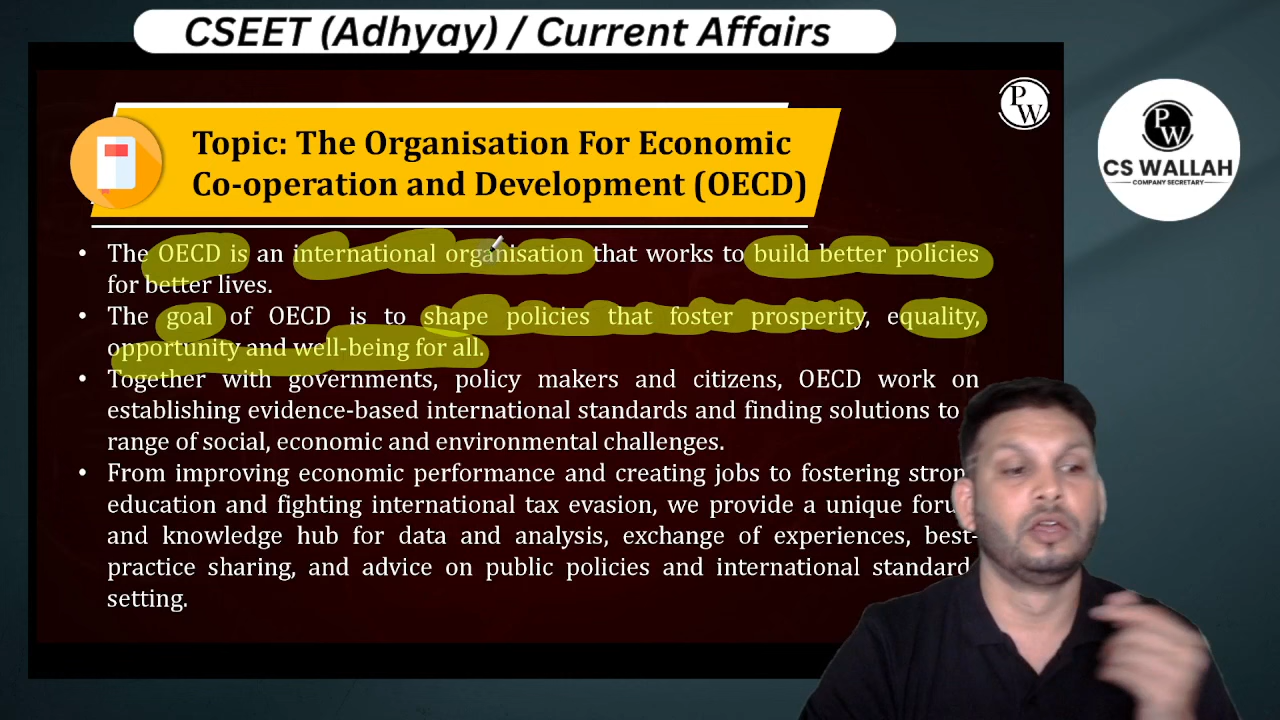 CSEET (Adhyay) / Current Affairs
PW
PW
CS WALLAH
COMPANY SECRETARY
Topic: The Organisation For Economic
Co-operation and Development (OECD)
• The OECD is an international organisation that works to build better policies
for better lives.
• The goal of OECD is to shape policies that foster prosperity, equality,
opportunity and well-being for all.
• Together with governments, policy makers and citizens, OECD work on
establishing evidence-based international standards and finding solutions to
range of social, economic and environmental challenges.
• From improving economic performance and creating jobs to fostering
education and fighting international tax evasion, we provide a unique
and knowledge hub for data and analysis, exchange of experiences, best-
practice sharing, and advice on public policies and international standard
setting.